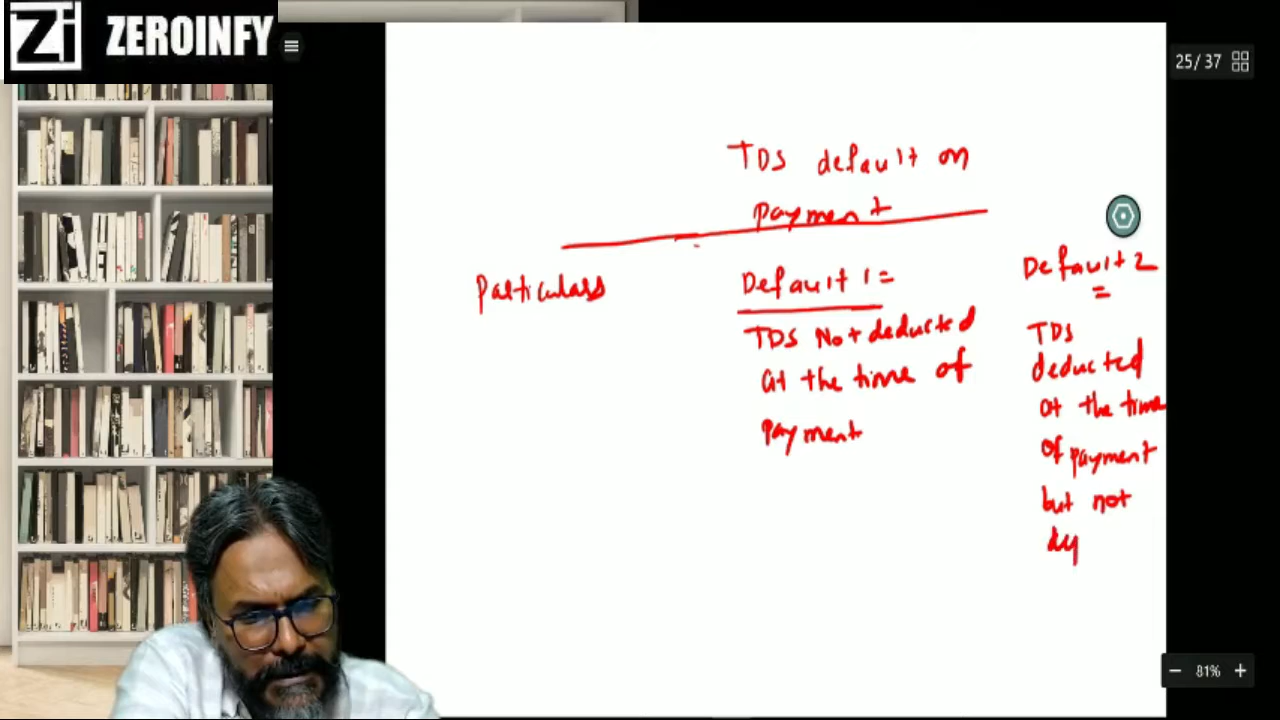 Zi ZEROINFY
25/37
TDS default on
payment
Particulars
Default 1 =
TDS Not deducted
at the time of
payment
Default 2
=
TDS
deducted
at the time
of payment
but not
81%